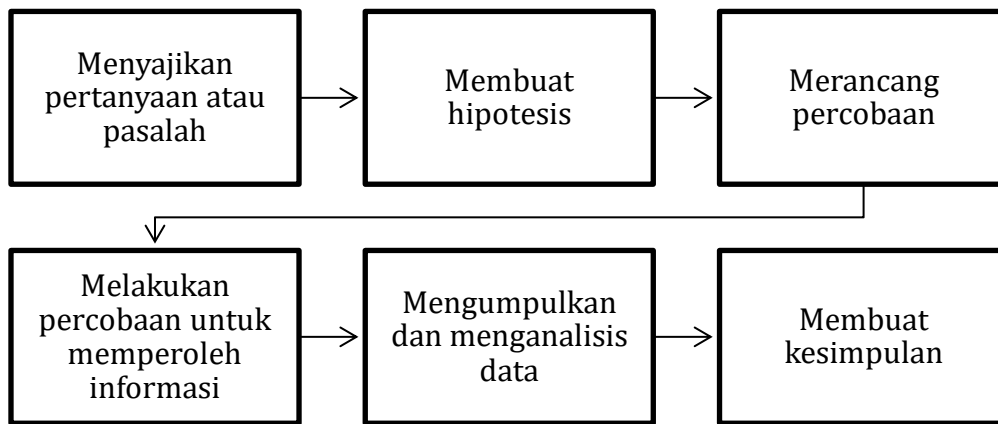 Menyajikan
pertanyaan atau
pasalah
Membuat
hipotesis
Merancang
percobaan
Melakukan
percobaan untuk
memperoleh
informasi
Mengumpulkan
dan menganalisis
data
Membuat
kesimpulan